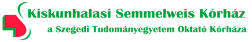 Kiskunhalasi Semmelweis Kórház
a Szegedi Tudományegyetem Oktató Kórháza